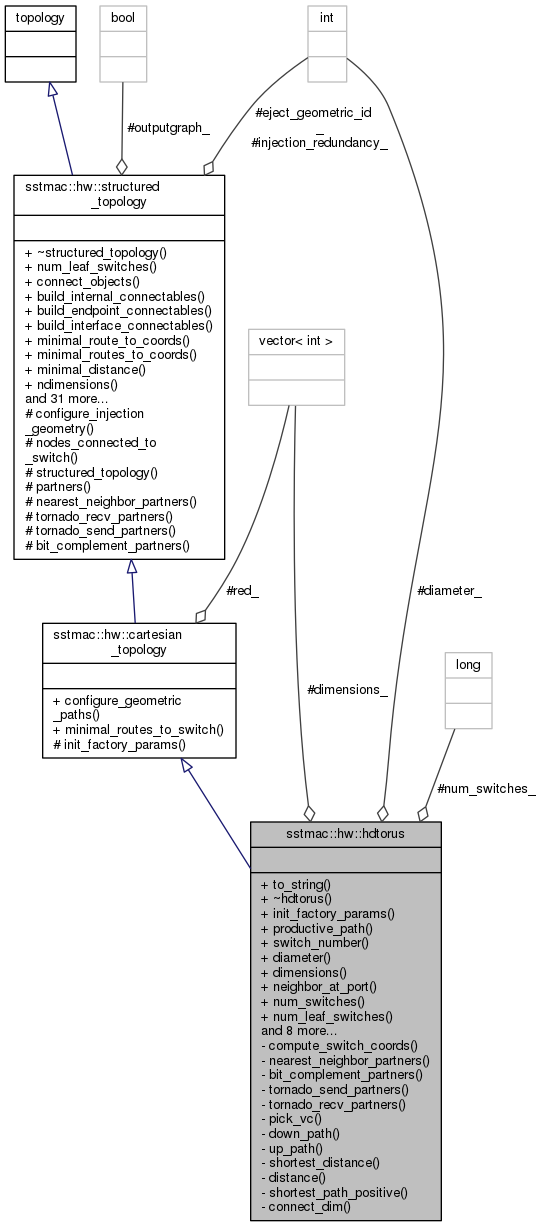 topology
bool
int
#outputgraph_
#eject_geometric_id
_
#injection_redundancy_
sstmac::hw::structured
_topology
+ ~structured_topology()
+ num_leaf_switches()
+ connect_objects()
+ build_internal_connectables()
+ build_endpoint_connectables()
+ build_interface_connectables()
+ minimal_route_to_coords()
+ minimal_routes_to_coords()
+ minimal_distance()
+ ndimensions()
and 31 more...
# configure_injection
_geometry()
# nodes_connected_to
_switch()
# structured_topology()
# partners()
# nearest_neighbor_partners()
# tornado_recv_partners()
# tornado_send_partners()
# bit_complement_partners()
vector< int >
#red_
#diameter_
sstmac::hw::cartesian
_topology
+ configure_geometric
_paths()
+ minimal_routes_to_switch()
# init_factory_params()
long
#dimensions_
#num_switches_
sstmac::hw::hdtorus
+ to_string()
+ ~hdtorus()
+ init_factory_params()
+ productive_path()
+ switch_number()
+ diameter()
+ dimensions()
+ neighbor_at_port()
+ num_switches()
+ num_leaf_switches()
and 8 more...
- compute_switch_coords()
- nearest_neighbor_partners()
- bit_complement_partners()
- tornado_send_partners()
- tornado_recv_partners()
- pick_vc()
- down_path()
- up_path()
- shortest_distance()
- distance()
- shortest_path_positive()
- connect_dim()